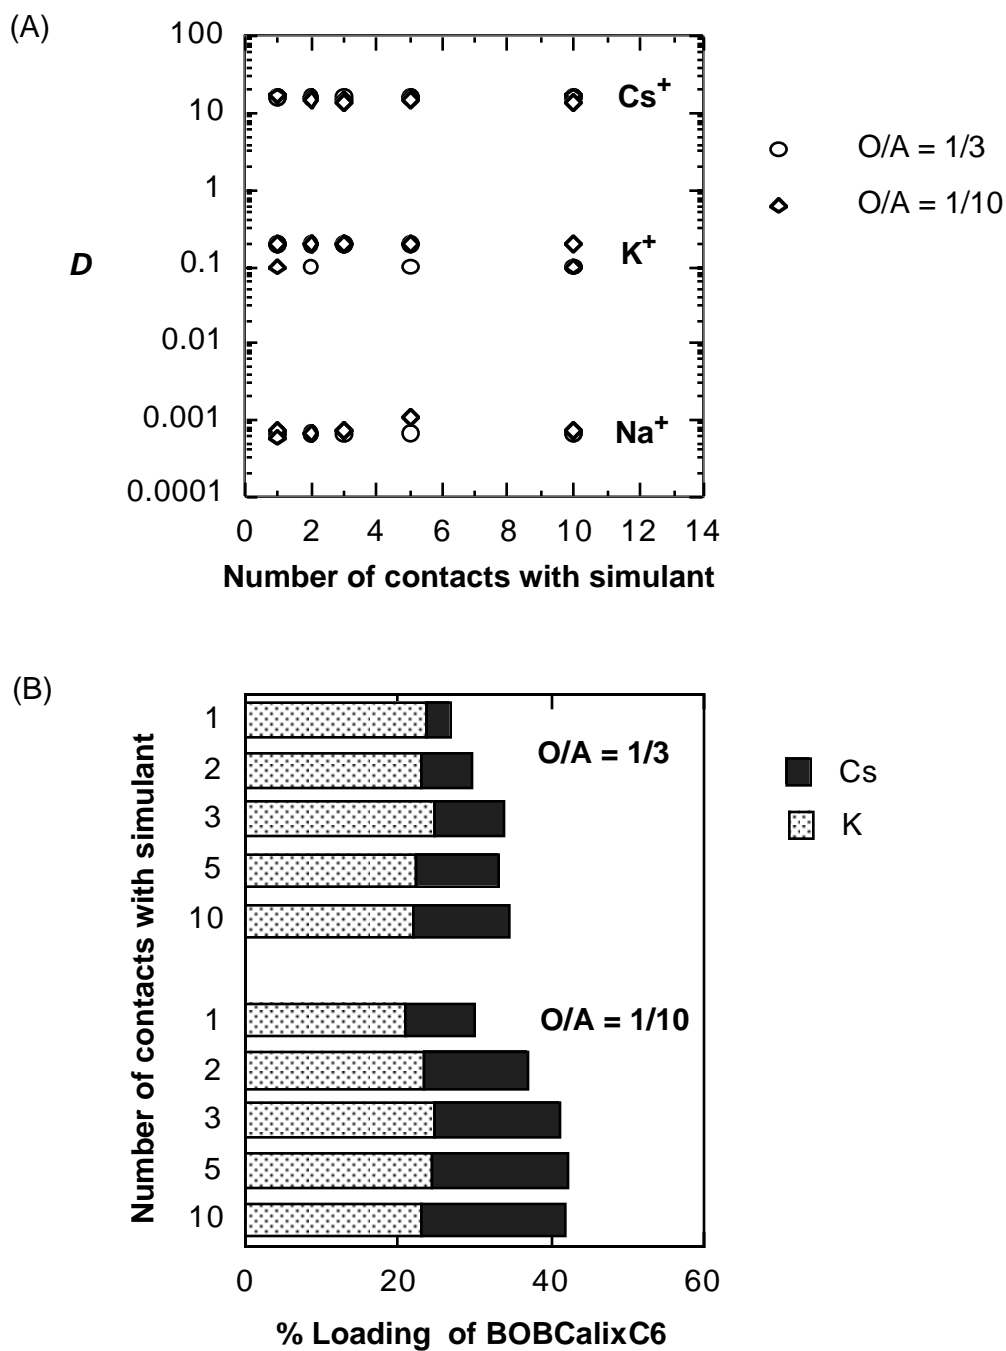 (A)
100
10
1
0.1
0.01
0.001
0.0001
D
Cs+
K+
Na+
O/A = 1/3
O/A = 1/10
0 2 4 6 8 10 12 14
Number of contacts with simulant
(B)
Number of contacts with simulant
1
2
3
5
10
O/A = 1/3
1
2
3
5
10
O/A = 1/10
Cs
K
0 20 40 60
% Loading of BOBCalixC6